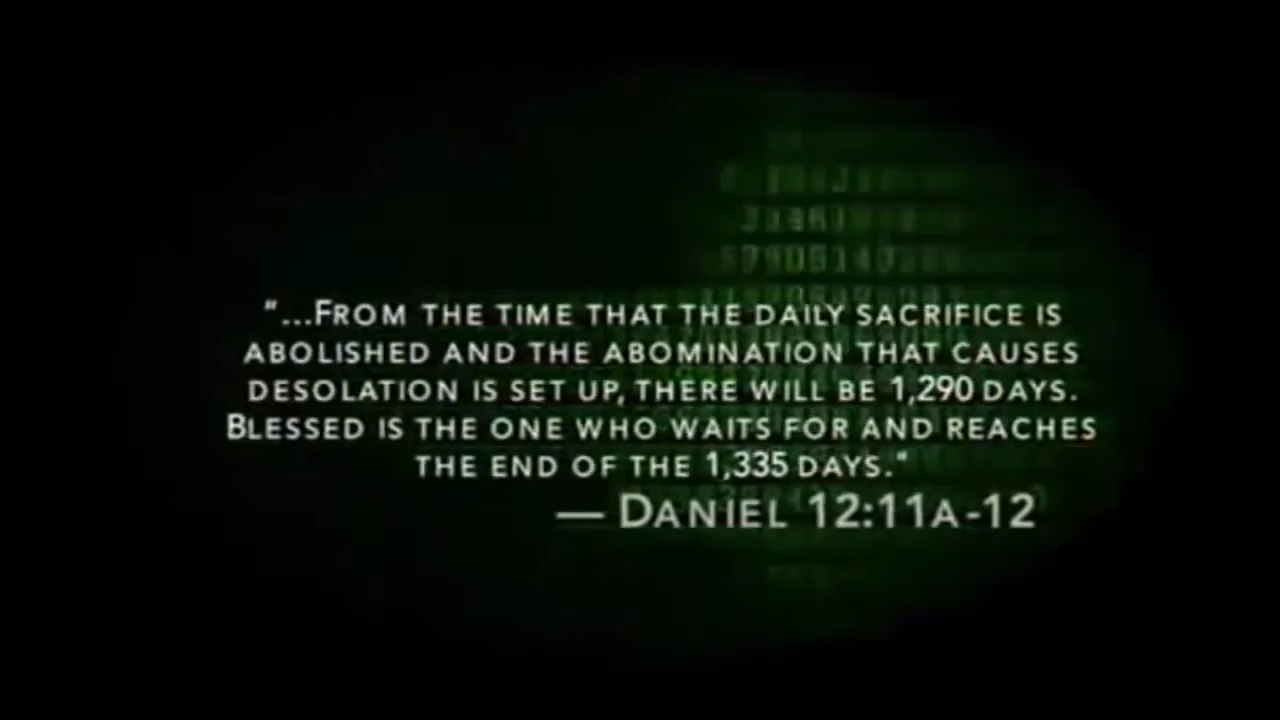 "...From the time that the daily sacrifice is
abolished and the abomination that causes
desolation is set up, there will be 1,290 days.
Blessed is the one who waits for and reaches
the end of the 1,335 days."
— Daniel 12:11a-12